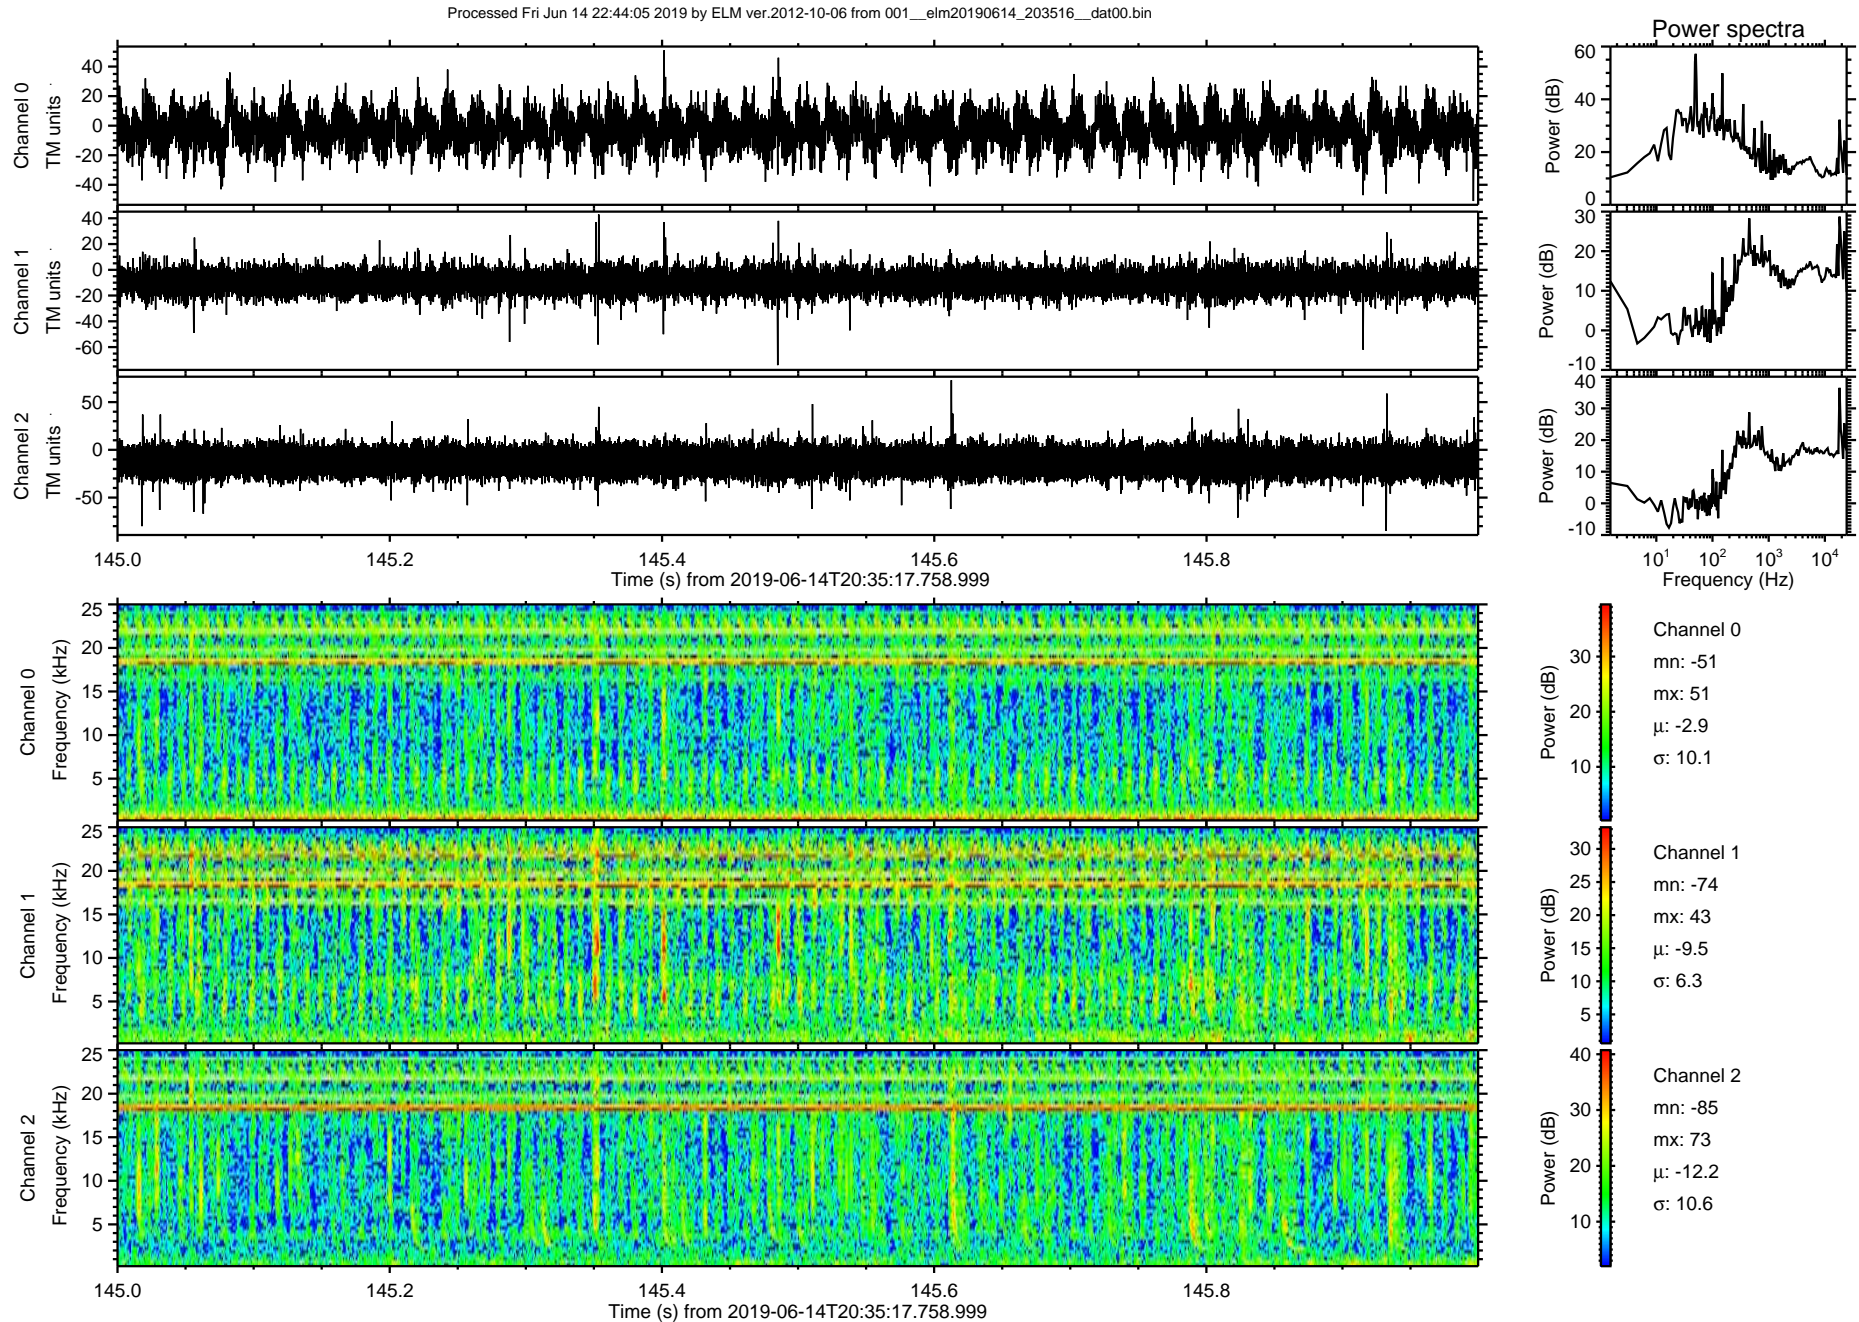 Processed Fri Jun 14 22:44:05 2019 by ELM ver.2012-10-06 from 001__elm20190614_203516__dat00.bin
Power spectra
Channel 0
TM units
40
20
0
-20
-40
Power (dB)
60
40
20
0
Channel 1
TM units
40
20
0
-20
-40
-60
Power (dB)
30
20
10
0
-10
Channel 2
TM units
50
0
-50
Power (dB)
40
30
20
10
0
-10
145.0 145.2 145.4 145.6 145.8
Time (s) from 2019-06-14T20:35:17.758.999
10^1 10^2 10^3 10^4
Frequency (Hz)
Channel 0
Frequency (kHz)
25
20
15
10
5
Power (dB)
30
20
10
Channel 0
mn: -51
mx: 51
μ: -2.9
σ: 10.1
Channel 1
Frequency (kHz)
25
20
15
10
5
Power (dB)
30
25
20
15
10
5
Channel 1
mn: -74
mx: 43
μ: -9.5
σ: 6.3
Channel 2
Frequency (kHz)
25
20
15
10
5
Power (dB)
40
30
20
10
Channel 2
mn: -85
mx: 73
μ: -12.2
σ: 10.6
145.0 145.2 145.4 145.6 145.8
Time (s) from 2019-06-14T20:35:17.758.999